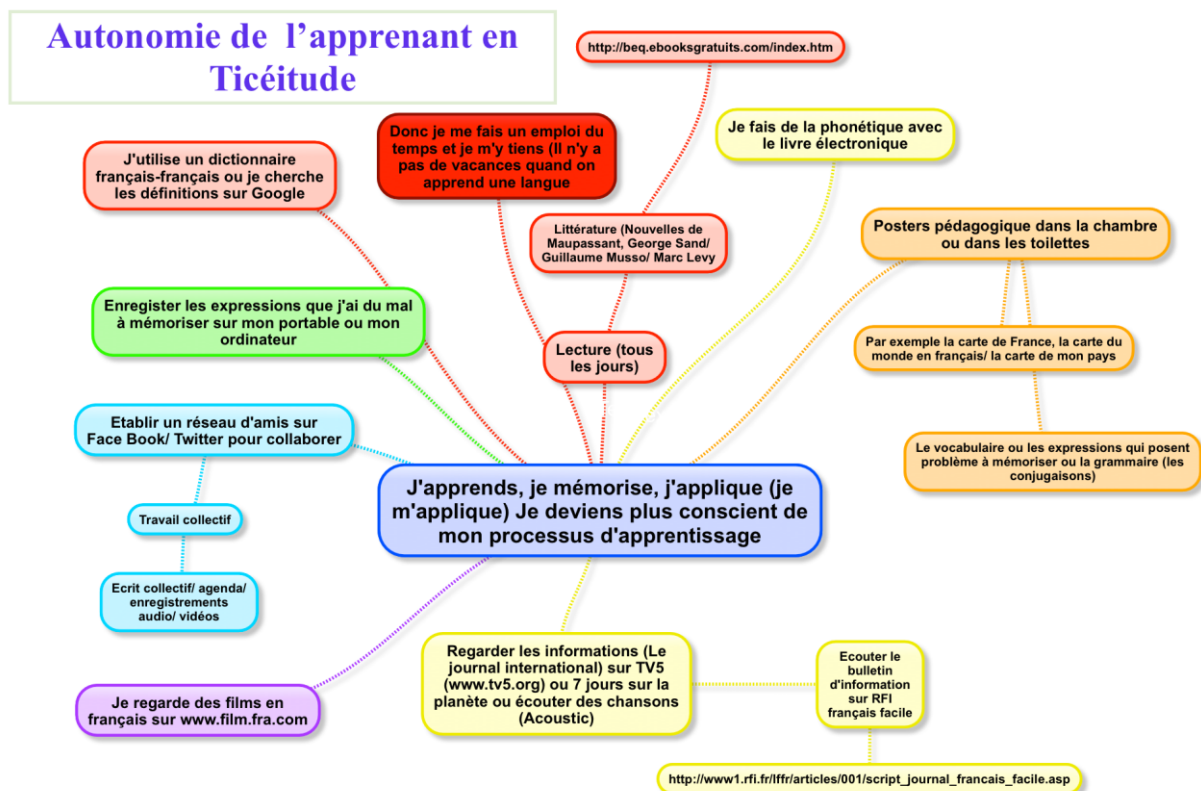 Autonomie de l'apprenant en
Ticéitude
http://beq.ebooksgratuits.com/index.htm
Donc je me fais un emploi du
temps et je m'y tiens (Il n'y a
pas de vacances quand on
apprend une langue
Je fais de la phonétique avec
le livre électronique
J'utilise un dictionnaire
français-français ou je cherche
les définitions sur Google
Littérature (Nouvelles de
Maupassant, George Sand/
Guillaume Musso/ Marc Levy
Posters pédagogique dans la chambre
ou dans les toilettes
Enregister les expressions que j'ai du mal
à mémoriser sur mon portable ou mon
ordinateur
Lecture (tous
les jours)
Par exemple la carte de France, la carte du
monde en français/ la carte de mon pays
Etablir un réseau d'amis sur
Face Book/ Twitter pour collaborer
Le vocabulaire ou les expressions qui posent
problème à mémoriser ou la grammaire (les
conjugaisons)
J'apprends, je mémorise, j'applique (je
m'applique) Je deviens plus conscient de
mon processus d'apprentissage
Travail collectif
Ecrit collectif/ agenda/
enregistrements
audio/ vidéos
Regarder les informations (Le
journal international) sur TV5
(www.tv5.org) ou 7 jours sur la
planète ou écouter des chansons
(Acoustic)
Ecouter le
bulletin
d'information
sur RFI
français facile
Je regarde des films en
français sur www.film.fra.com
http://www1.rfi.fr/lffr/articles/001/script_journal_francais_facile.asp